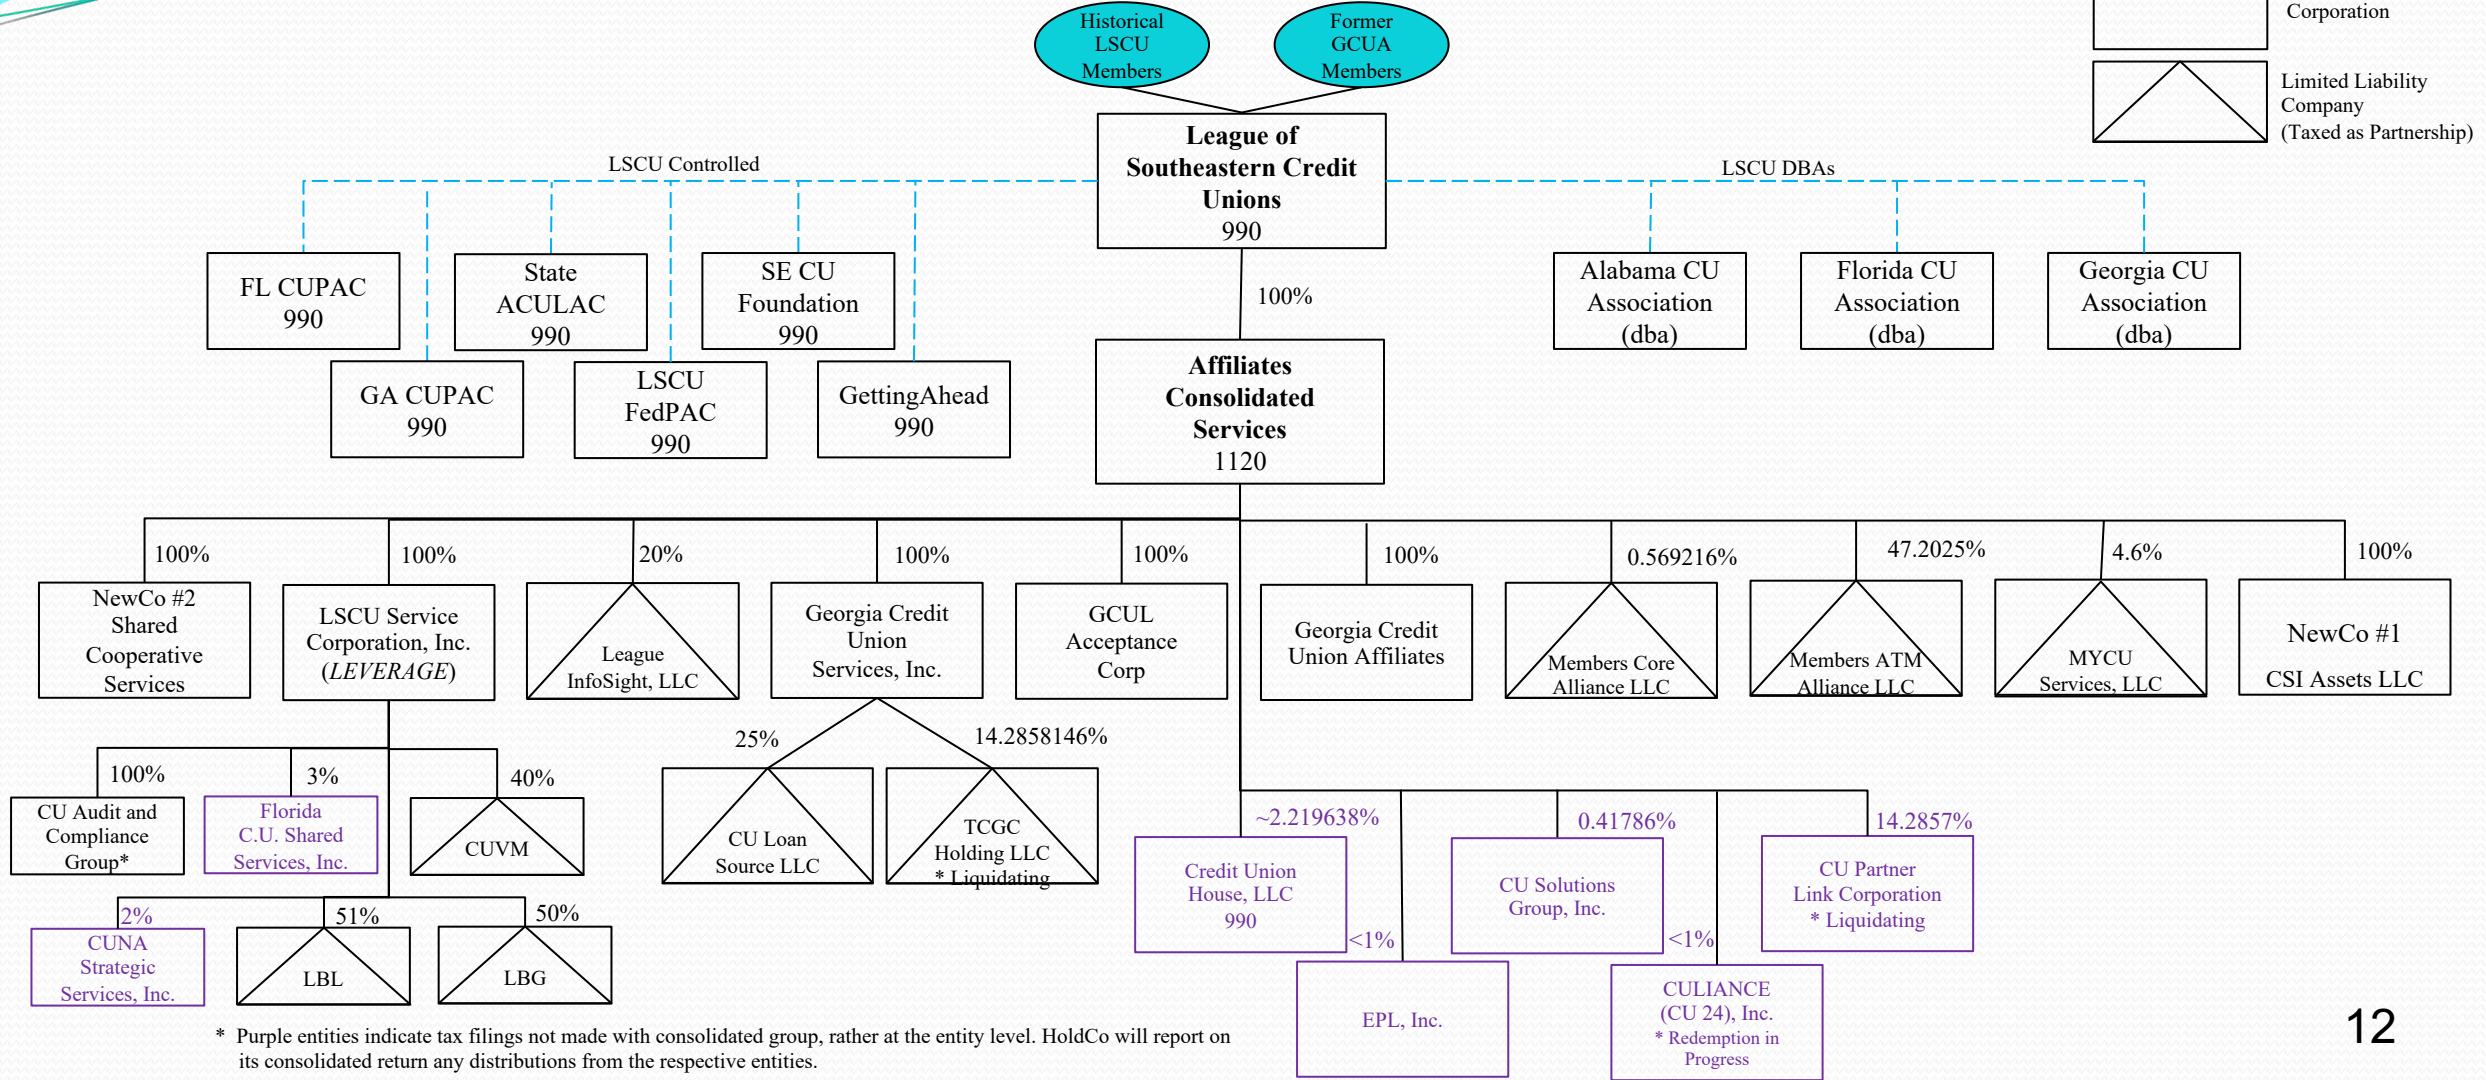 Historical
LSCU
Members
Former
GCUA
Members
Corporation
Limited Liability
Company
(Taxed as Partnership)
League of
Southeastern Credit
Unions
990
LSCU Controlled
LSCU DBAs
FL CUPAC
990
State
ACULAC
990
SE CU
Foundation
990
GA CUPAC
990
LSCU
FedPAC
990
GettingAhead
990
Alabama CU
Association
(dba)
Florida CU
Association
(dba)
Georgia CU
Association
(dba)
100%
Affiliates
Consolidated
Services
1120
100%
100%
20%
100%
100%
100%
0.569216%
47.2025%
4.6%
100%
NewCo #2
Shared
Cooperative
Services
LSCU Service
Corporation, Inc.
(LEVERAGE)
League
InfoSight, LLC
Georgia Credit
Union
Services, Inc.
GCUL
Acceptance
Corp
Georgia Credit
Union Affiliates
Members Core
Alliance LLC
Members ATM
Alliance LLC
MYCU
Services, LLC
NewCo #1
CSI Assets LLC
100%
3%
40%
25%
14.2858146%
CU Audit and
Compliance
Group*
Florida
C.U. Shared
Services, Inc.
CUVM
CU Loan
Source LLC
TCGC
Holding LLC
* Liquidating
2%
51%
50%
CUNA
Strategic
Services, Inc.
LBL
LBG
~2.219638%
<1%
0.41786%
<1%
14.2857%
Credit Union
House, LLC
990
EPL, Inc.
CU Solutions
Group, Inc.
CULIANCE
(CU 24), Inc.
* Redemption in
Progress
CU Partner
Link Corporation
* Liquidating
* Purple entities indicate tax filings not made with consolidated group, rather at the entity level. HoldCo will report on
its consolidated return any distributions from the respective entities.
12